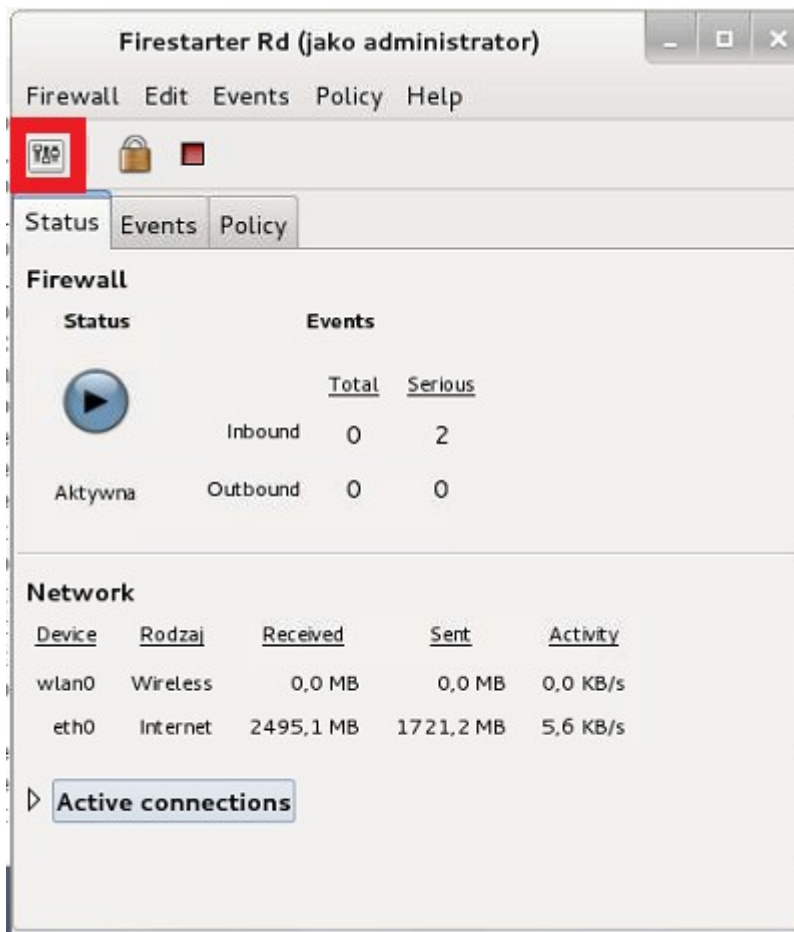 Firestarter Rd (jako administrator)
Firewall Edit Events Policy Help
Status Events Policy
Firewall
Status Events
Total Serious
Inbound 0 2
Aktywna Outbound 0 0
Network
Device Rodzaj Received Sent Activity
wlan0 Wireless 0,0 MB 0,0 MB 0,0 KB/s
eth0 Internet 2495,1 MB 1721,2 MB 5,6 KB/s
Active connections